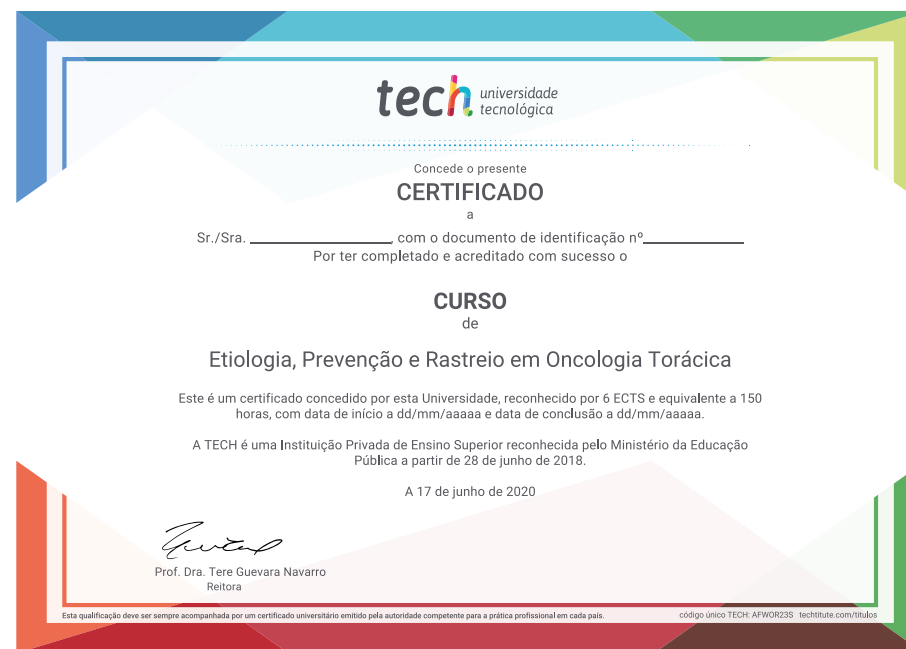 tech universidade
tecnológica
Concede o presente
CERTIFICADO
a
Sr./Sra. , com o documento de identificação nº
Por ter completado e acreditado com sucesso o
CURSO
de
Etiologia, Prevenção e Rastreio em Oncologia Torácica
Este é um certificado concedido por esta Universidade, reconhecido por 6 ECTS e equivalente a 150
horas, com data de início a dd/mm/aaaaa e data de conclusão a dd/mm/aaaaa.
A TECH é uma Instituição Privada de Ensino Superior reconhecida pelo Ministério da Educação
Pública a partir de 28 de junho de 2018.
A 17 de junho de 2020
Prof. Dra. Tere Guevara Navarro
Reitora
Esta qualificação deve ser sempre acompanhada por um certificado universitário emitido pela autoridade competente para a prática profissional em cada país. código único TECH: AFWOR23S techtitute.com/titulos